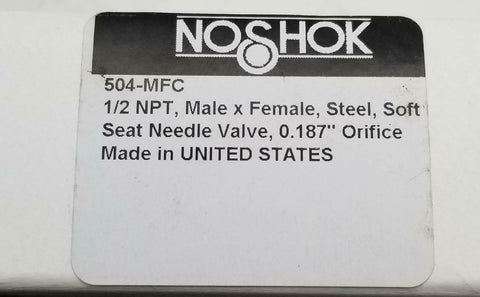 NOSHOK
504-MFC
1/2 NPT, Male x Female, Steel, Soft
Seat Needle Valve, 0.187" Orifice
Made in UNITED STATES